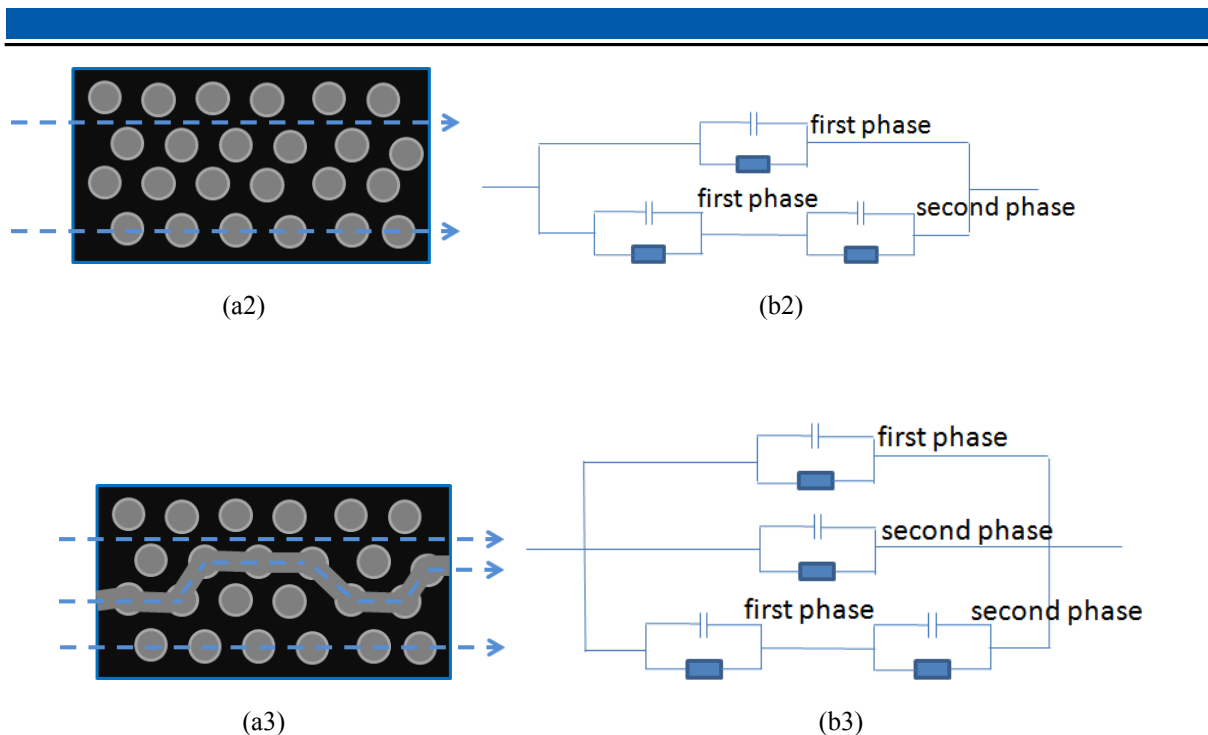 first phase
first phase
second phase
(a2)
(b2)
first phase
second phase
first phase
second phase
(a3)
(b3)